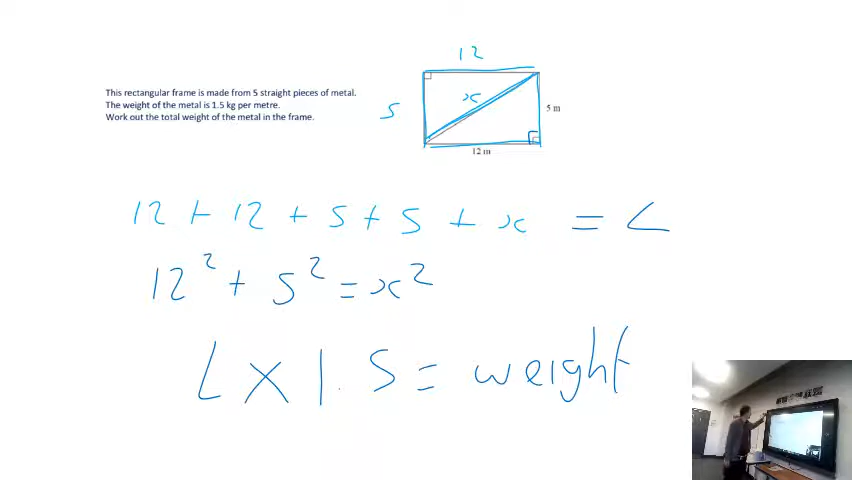 12
This rectangular frame is made from 5 straight pieces of metal.
The weight of the metal is 1.5 kg per metre.
Work out the total weight of the metal in the frame.
5
x
5 m
12 m
12 + 12 + 5 + 5 + x = L
12² + 5² = x²
L × 1.5 = weight